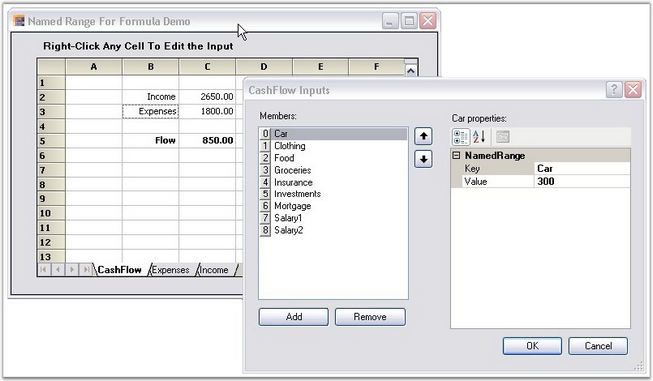 Named Range For Formula Demo
Right-Click Any Cell To Edit the Input
A B C D E F
1
2 Income 2650.00
3 Expenses 1800.00
4
5 Flow 850.00
6
7
8
9
10
11
12
13
CashFlow Expenses Income
CashFlow Inputs
Members:
0 Car
1 Clothing
2 Food
3 Groceries
4 Insurance
5 Investments
6 Mortgage
7 Salary1
8 Salary2
Add Remove
Car properties:
NamedRange
Key Car
Value 300
OK Cancel